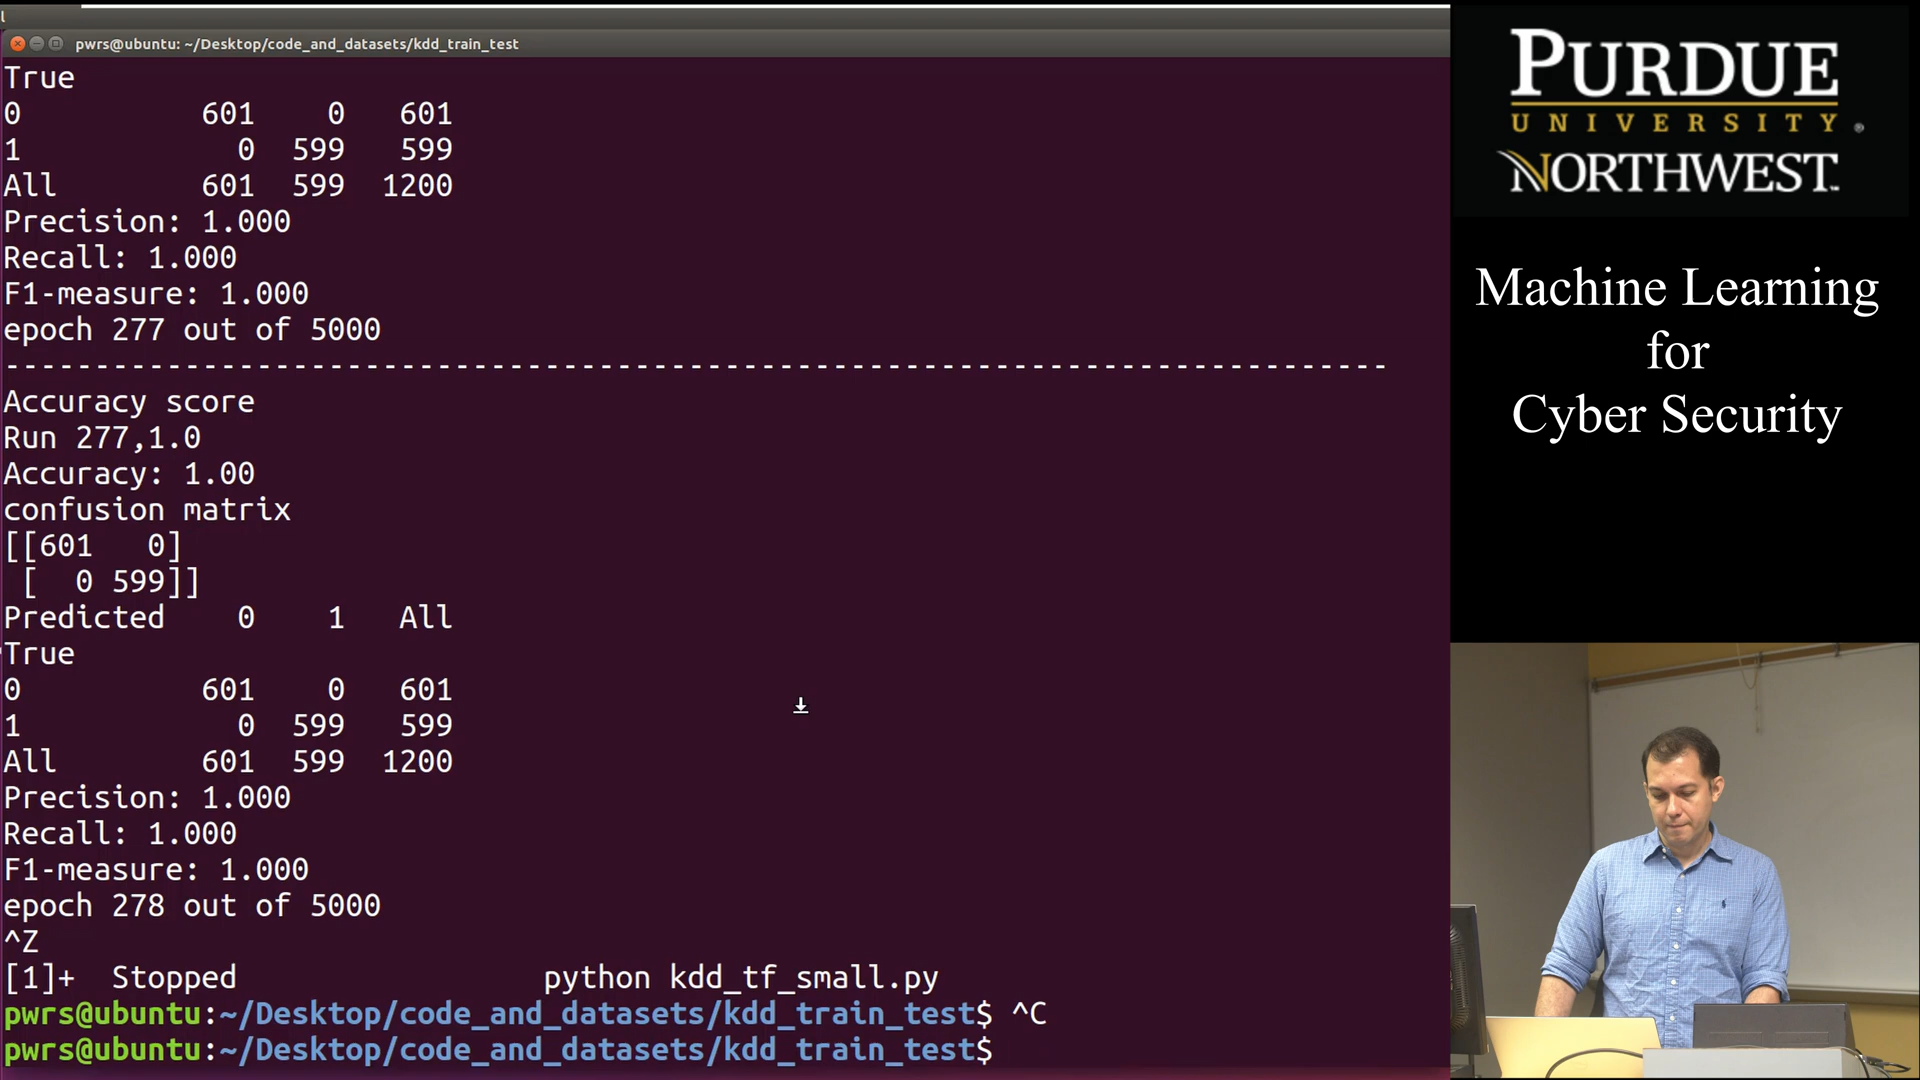 l
pwrs@ubuntu: ~/Desktop/code_and_datasets/kdd_train_test
True
0 601 0 601
1 0 599 599
All 601 599 1200
Precision: 1.000
Recall: 1.000
F1-measure: 1.000
epoch 277 out of 5000
-----------------------------------------------------------------------------
Accuracy score
Run 277,1.0
Accuracy: 1.00
confusion matrix
[[601 0]
[ 0 599]]
Predicted 0 1 All
True
0 601 0 601
1 0 599 599
All 601 599 1200
Precision: 1.000
Recall: 1.000
F1-measure: 1.000
epoch 278 out of 5000
^Z
[1]+ Stopped python kdd_tf_small.py
pwrs@ubuntu:~/Desktop/code_and_datasets/kdd_train_test$ ^C
pwrs@ubuntu:~/Desktop/code_and_datasets/kdd_train_test$
PURDUE
UNIVERSITY®
NORTHWEST™
Machine Learning
for
Cyber Security